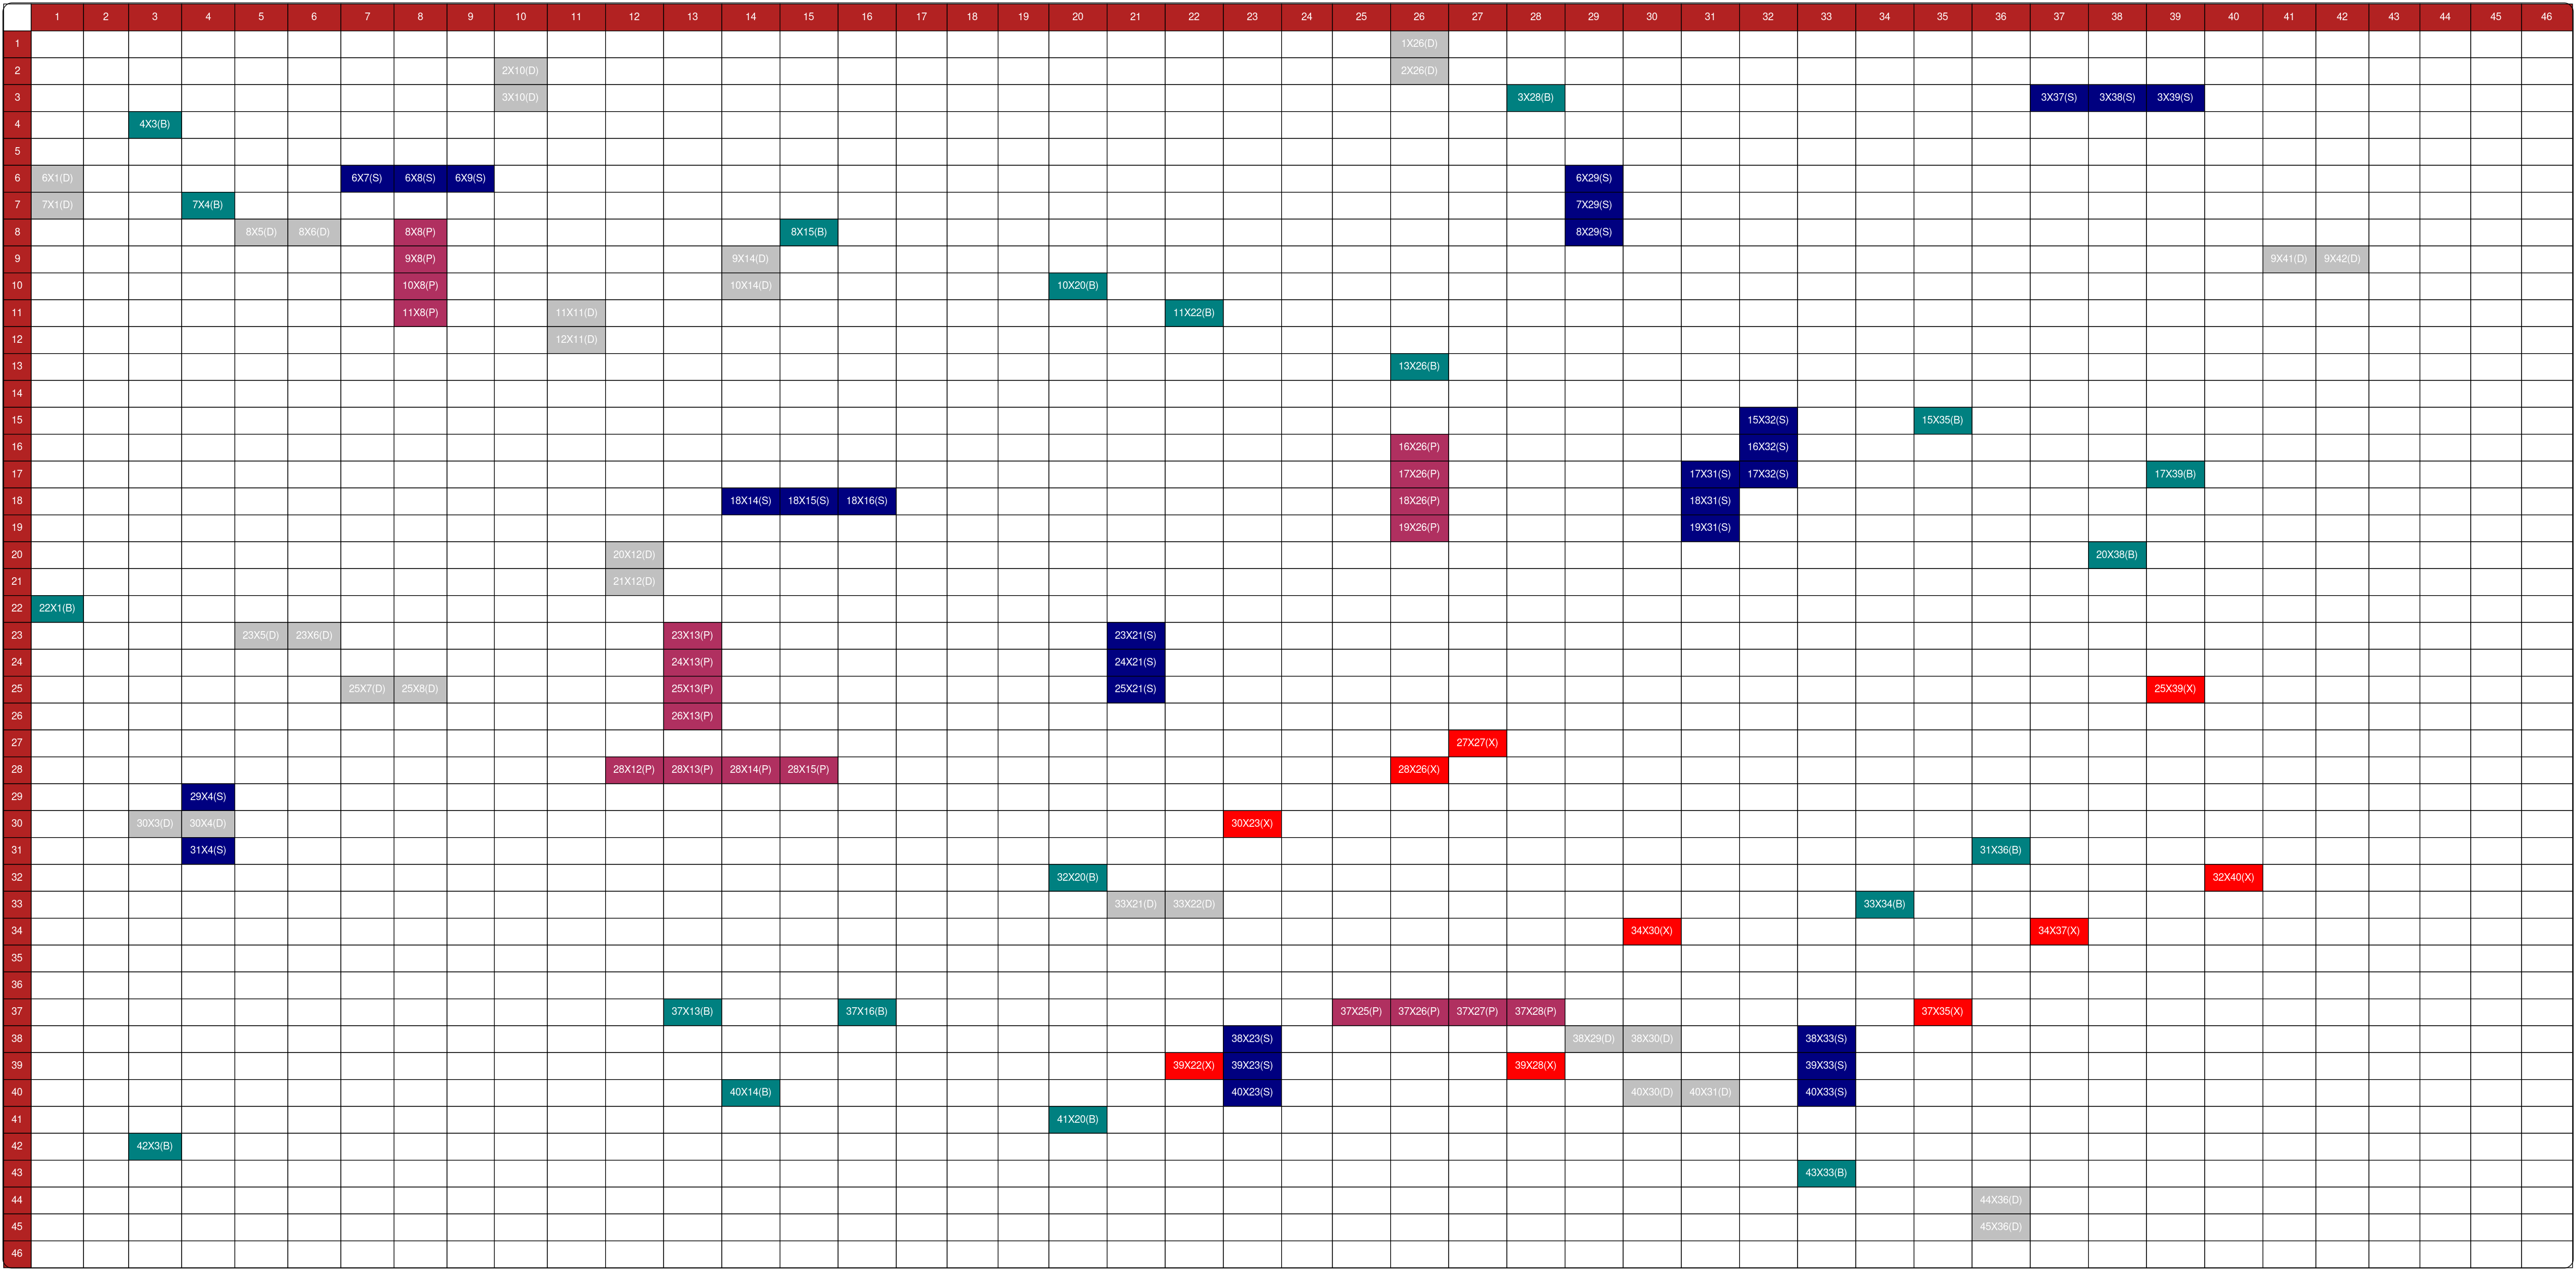 1 2 3 4 5 6 7 8 9 10 11 12 13 14 15 16 17 18 19 20 21 22 23 24 25 26 27 28 29 30 31 32 33 34 35 36 37 38 39 40 41 42 43 44 45 46
1 1X26(D)
2 2X10(D) 2X26(D)
3 3X10(D) 3X28(B) 3X37(S) 3X38(S) 3X39(S)
4 4X3(B)
5
6 6X1(D) 6X7(S) 6X8(S) 6X9(S) 6X29(S)
7 7X1(D) 7X4(B) 7X29(S)
8 8X5(D) 8X6(D) 8X8(P) 8X15(B) 8X29(S)
9 9X8(P) 9X14(D) 9X41(D) 9X42(D)
10 10X8(P) 10X14(D) 10X20(B)
11 11X8(P) 11X11(D) 11X22(B)
12 12X11(D)
13 13X26(B)
14
15 15X32(S) 15X35(B)
16 16X26(P) 16X32(S)
17 17X26(P) 17X31(S) 17X32(S) 17X39(B)
18 18X14(S) 18X15(S) 18X16(S) 18X26(P) 18X31(S)
19 19X26(P) 19X31(S)
20 20X12(D) 20X38(B)
21 21X12(D)
22 22X1(B)
23 23X5(D) 23X6(D) 23X13(P) 23X21(S)
24 24X13(P) 24X21(S)
25 25X7(D) 25X8(D) 25X13(P) 25X21(S) 25X39(X)
26 26X13(P)
27 27X27(X)
28 28X12(P) 28X13(P) 28X14(P) 28X15(P) 28X26(X)
29 29X4(S)
30 30X3(D) 30X4(D) 30X23(X)
31 31X4(S) 31X36(B)
32 32X20(B) 32X40(X)
33 33X21(D) 33X22(D) 33X34(B)
34 34X30(X) 34X37(X)
35
36
37 37X13(B) 37X16(B) 37X25(P) 37X26(P) 37X27(P) 37X28(P) 37X35(X)
38 38X23(S) 38X29(D) 38X30(D) 38X33(S)
39 39X22(X) 39X23(S) 39X28(X) 39X33(S)
40 40X14(B) 40X23(S) 40X30(D) 40X31(D) 40X33(S)
41 41X20(B)
42 42X3(B)
43 43X33(B)
44 44X36(D)
45 45X36(D)
46